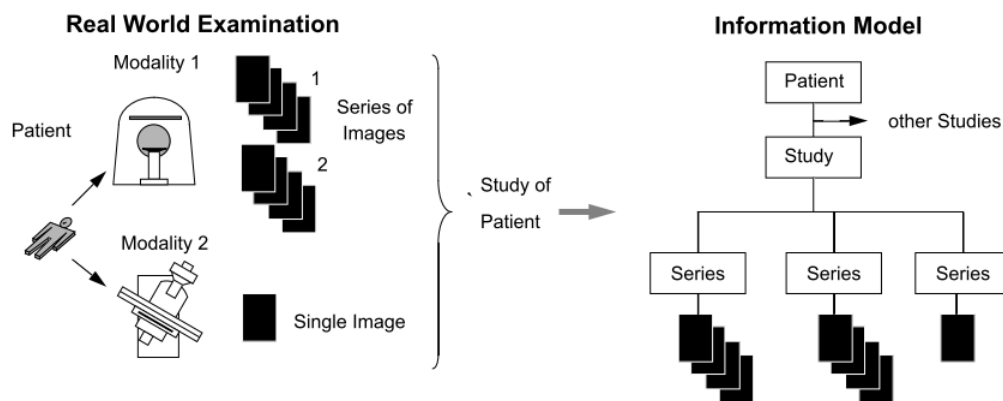 Real World Examination
Modality 1
1
Series of
Images
Patient
2
Modality 2
Single Image
Study of
Patient
Information Model
Patient
other Studies
Study
Series
Series
Series